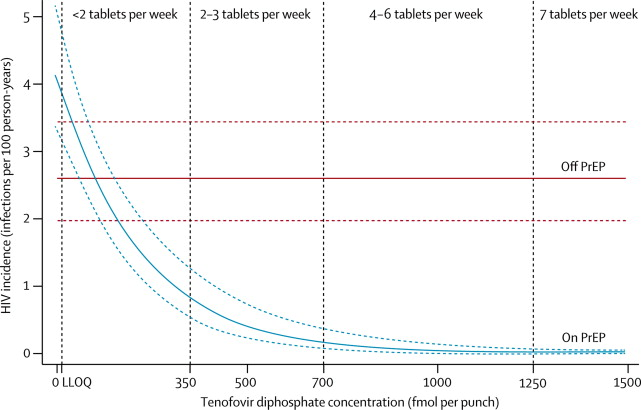 <2 tablets per week
2–3 tablets per week
4–6 tablets per week
7 tablets per week
5
4
3
2
1
0
HIV incidence (infections per 100 person-years)
Off PrEP
On PrEP
0 LLOQ
350
500
700
1000
1250
1500
Tenofovir diphosphate concentration (fmol per punch)